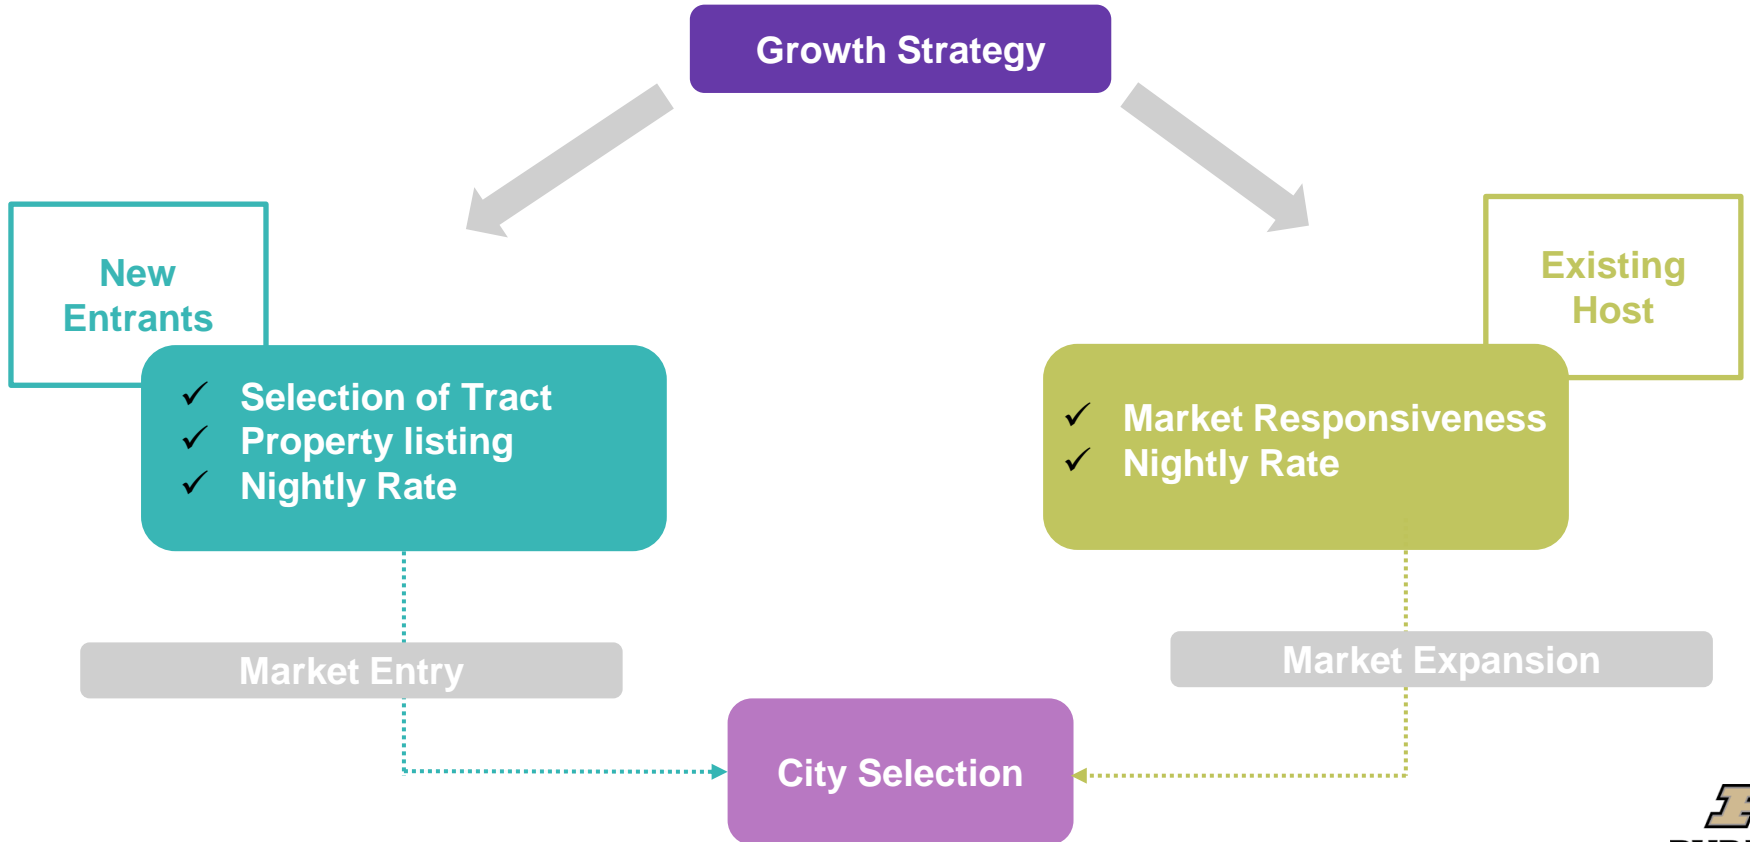 Growth Strategy
New
Entrants
Selection of Tract
Property listing
Nightly Rate
Existing
Host
Market Responsiveness
Nightly Rate
Market Entry
Market Expansion
City Selection